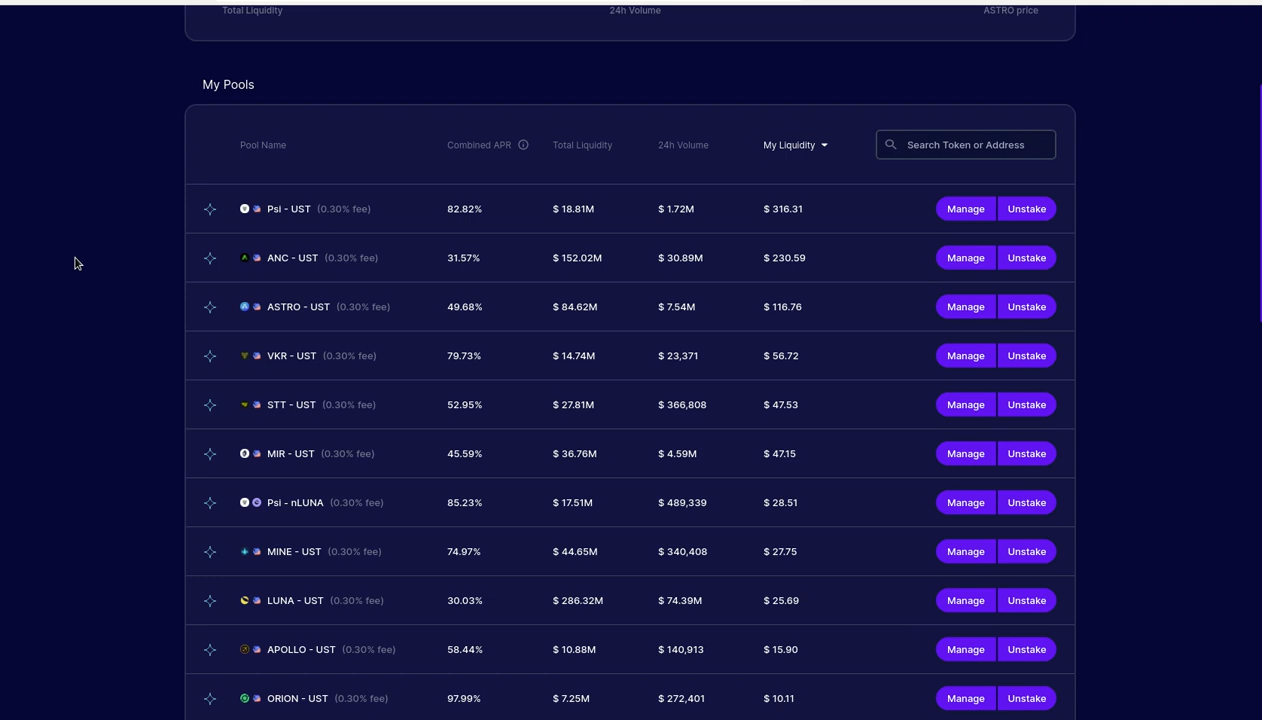 Total Liquidity 24h Volume ASTRO price
My Pools
Pool Name Combined APR Total Liquidity 24h Volume My Liquidity Search Token or Address
Psi - UST (0.30% fee) 82.82% $ 18.81M $ 1.72M $ 316.31 Manage Unstake
ANC - UST (0.30% fee) 31.57% $ 152.02M $ 30.89M $ 230.59 Manage Unstake
ASTRO - UST (0.30% fee) 49.68% $ 84.62M $ 7.54M $ 116.76 Manage Unstake
VKR - UST (0.30% fee) 79.73% $ 14.74M $ 23,371 $ 56.72 Manage Unstake
STT - UST (0.30% fee) 52.95% $ 27.81M $ 366,808 $ 47.53 Manage Unstake
MIR - UST (0.30% fee) 45.59% $ 36.76M $ 4.59M $ 47.15 Manage Unstake
Psi - nLUNA (0.30% fee) 85.23% $ 17.51M $ 489,339 $ 28.51 Manage Unstake
MINE - UST (0.30% fee) 74.97% $ 44.65M $ 340,408 $ 27.75 Manage Unstake
LUNA - UST (0.30% fee) 30.03% $ 286.32M $ 74.39M $ 25.69 Manage Unstake
APOLLO - UST (0.30% fee) 58.44% $ 10.88M $ 140,913 $ 15.90 Manage Unstake
ORION - UST (0.30% fee) 97.99% $ 7.25M $ 272,401 $ 10.11 Manage Unstake